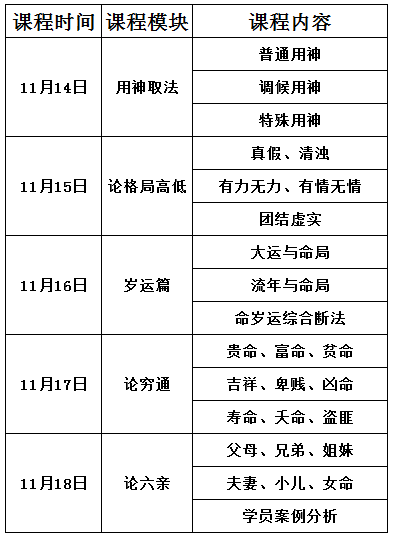 课程时间 课程模块 课程内容
普通用神
11月14日 用神取法 调候用神
特殊用神
真假、清浊
11月15日 论格局高低 有力无力、有情无情
团结虚实
大运与命局
11月16日 岁运篇 流年与命局
命岁运综合断法
贵命、富命、贫命
11月17日 论穷通 吉祥、卑贱、凶命
寿命、夭命、盗匪
父母、兄弟、姐妹
11月18日 论六亲 夫妻、小儿、女命
学员案例分析